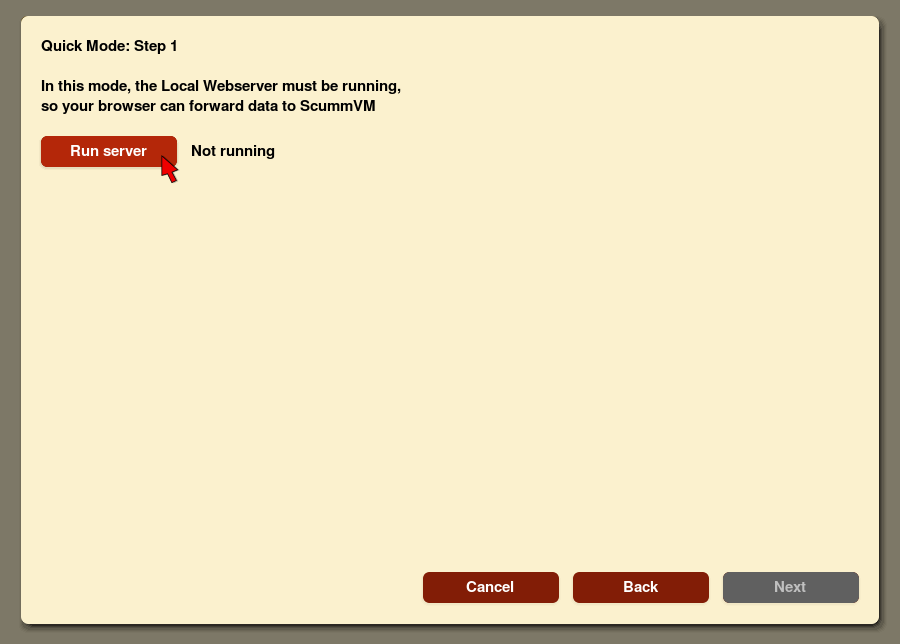 Quick Mode: Step 1
In this mode, the Local Webserver must be running,
so your browser can forward data to ScummVM
Run server
Not running
Cancel
Back
Next